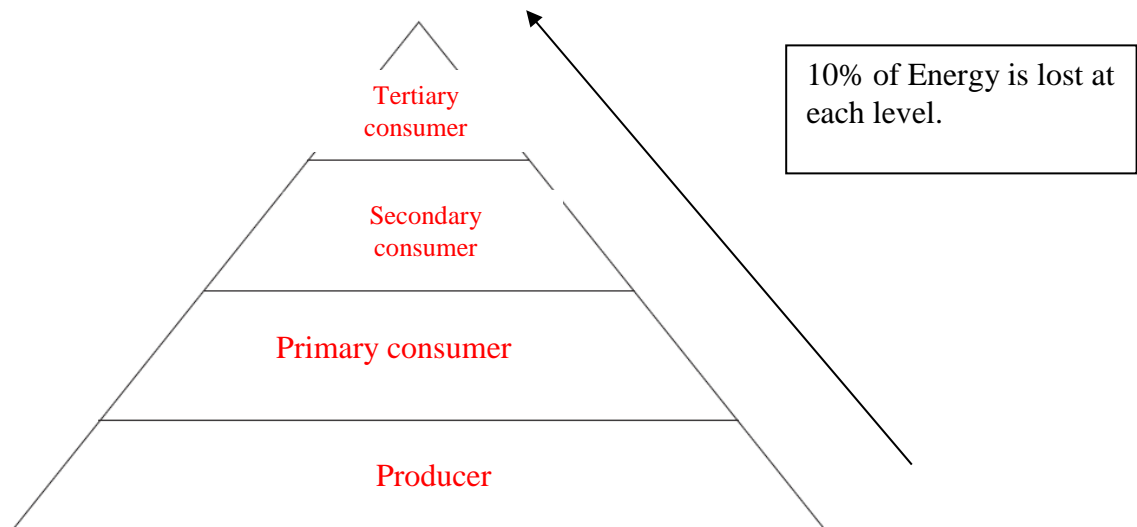 Tertiary
consumer
10% of Energy is lost at
each level.
Secondary
consumer
Primary consumer
Producer